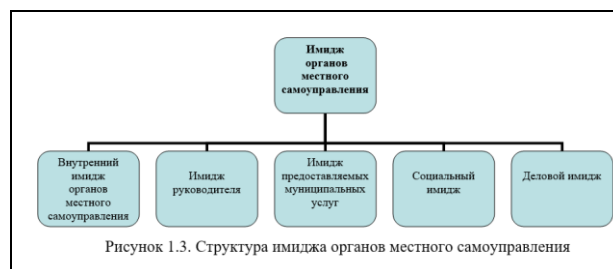 Имидж
органов
местного
самоуправления
Внутренний
имидж
органов
местного
самоуправления
Имидж
руководителя
Имидж
предоставляемых
муниципальных
услуг
Социальный
имидж
Деловой имидж
Рисунок 1.3. Структура имиджа органов местного самоуправления